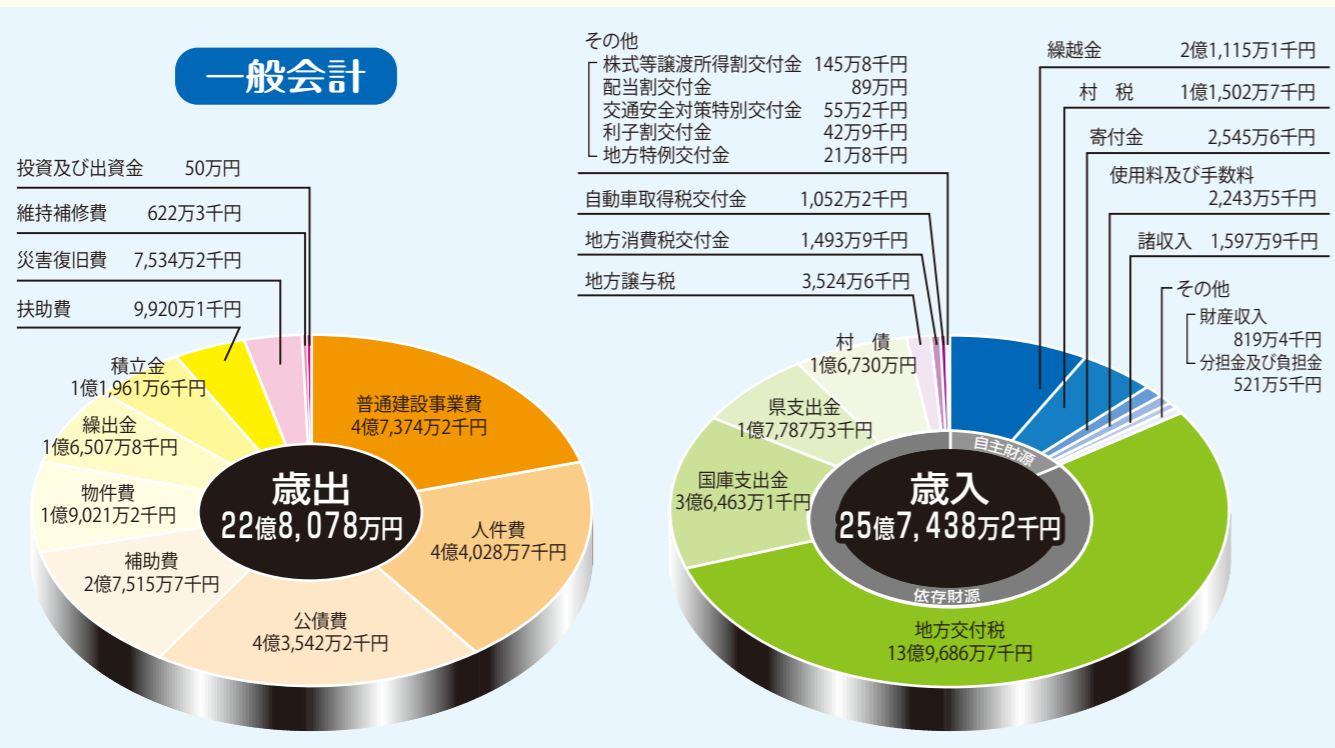 一般会計
投資及び出資金 50万円
維持補修費 622万3千円
災害復旧費 7,534万2千円
扶助費 9,920万1千円
積立金
1億1,961万6千円
繰出金
1億6,507万8千円
物件費
1億9,021万2千円
補助費
2億7,515万7千円
公債費
4億3,542万2千円
人件費
4億4,028万7千円
普通建設事業費
4億7,374万2千円
歳出
22億8,078万円
その他
株式等譲渡所得割交付金 145万8千円
配当割交付金 89万円
交通安全対策特別交付金 55万2千円
利子割交付金 42万9千円
地方特例交付金 21万8千円
自動車取得税交付金 1,052万2千円
地方消費税交付金 1,493万9千円
地方譲与税 3,524万6千円
村 債
1億6,730万円
県支出金
1億7,787万3千円
国庫支出金
3億6,463万1千円
地方交付税
13億9,686万7千円
繰越金 2億1,115万1千円
村 税 1億1,502万7千円
寄付金 2,545万6千円
使用料及び手数料
2,243万5千円
諸収入 1,597万9千円
その他
財産収入
819万4千円
分担金及び負担金
521万5千円
自主財源
歳入
25億7,438万2千円
依存財源